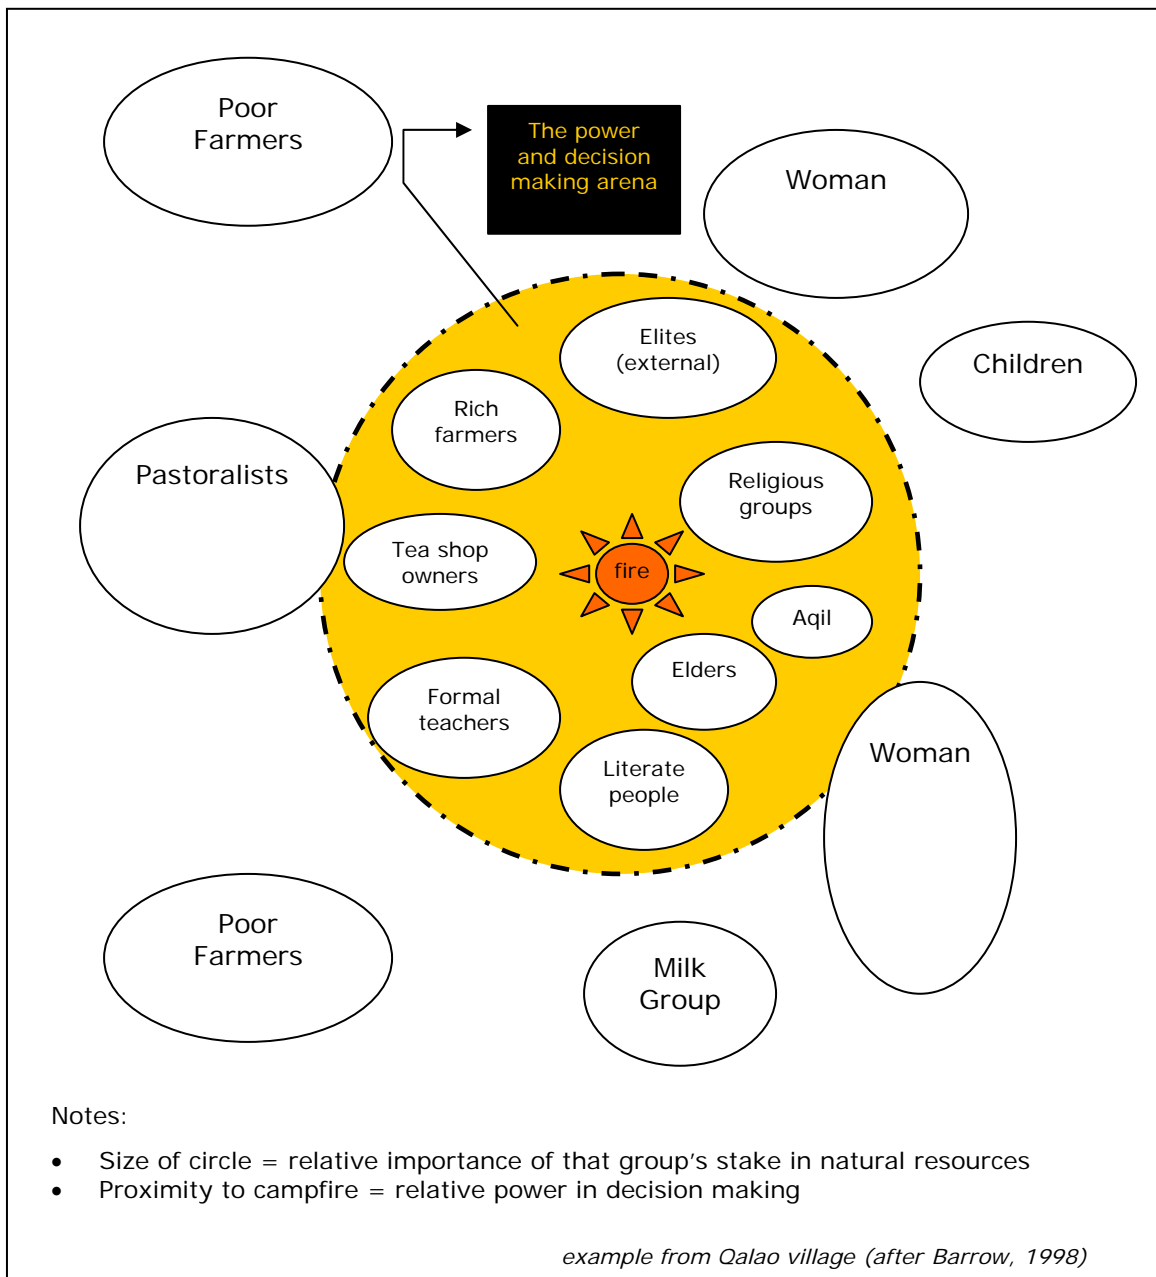 Poor
Farmers
The power
and decision
making arena
Woman
Elites
(external)
Children
Rich
farmers
Pastoralists
Religious
groups
Tea shop
owners
fire
Aqil
Elders
Formal
teachers
Woman
Literate
people
Poor
Farmers
Milk
Group
Notes:
• Size of circle = relative importance of that group's stake in natural resources
• Proximity to campfire = relative power in decision making
example from Qalao village (after Barrow, 1998)